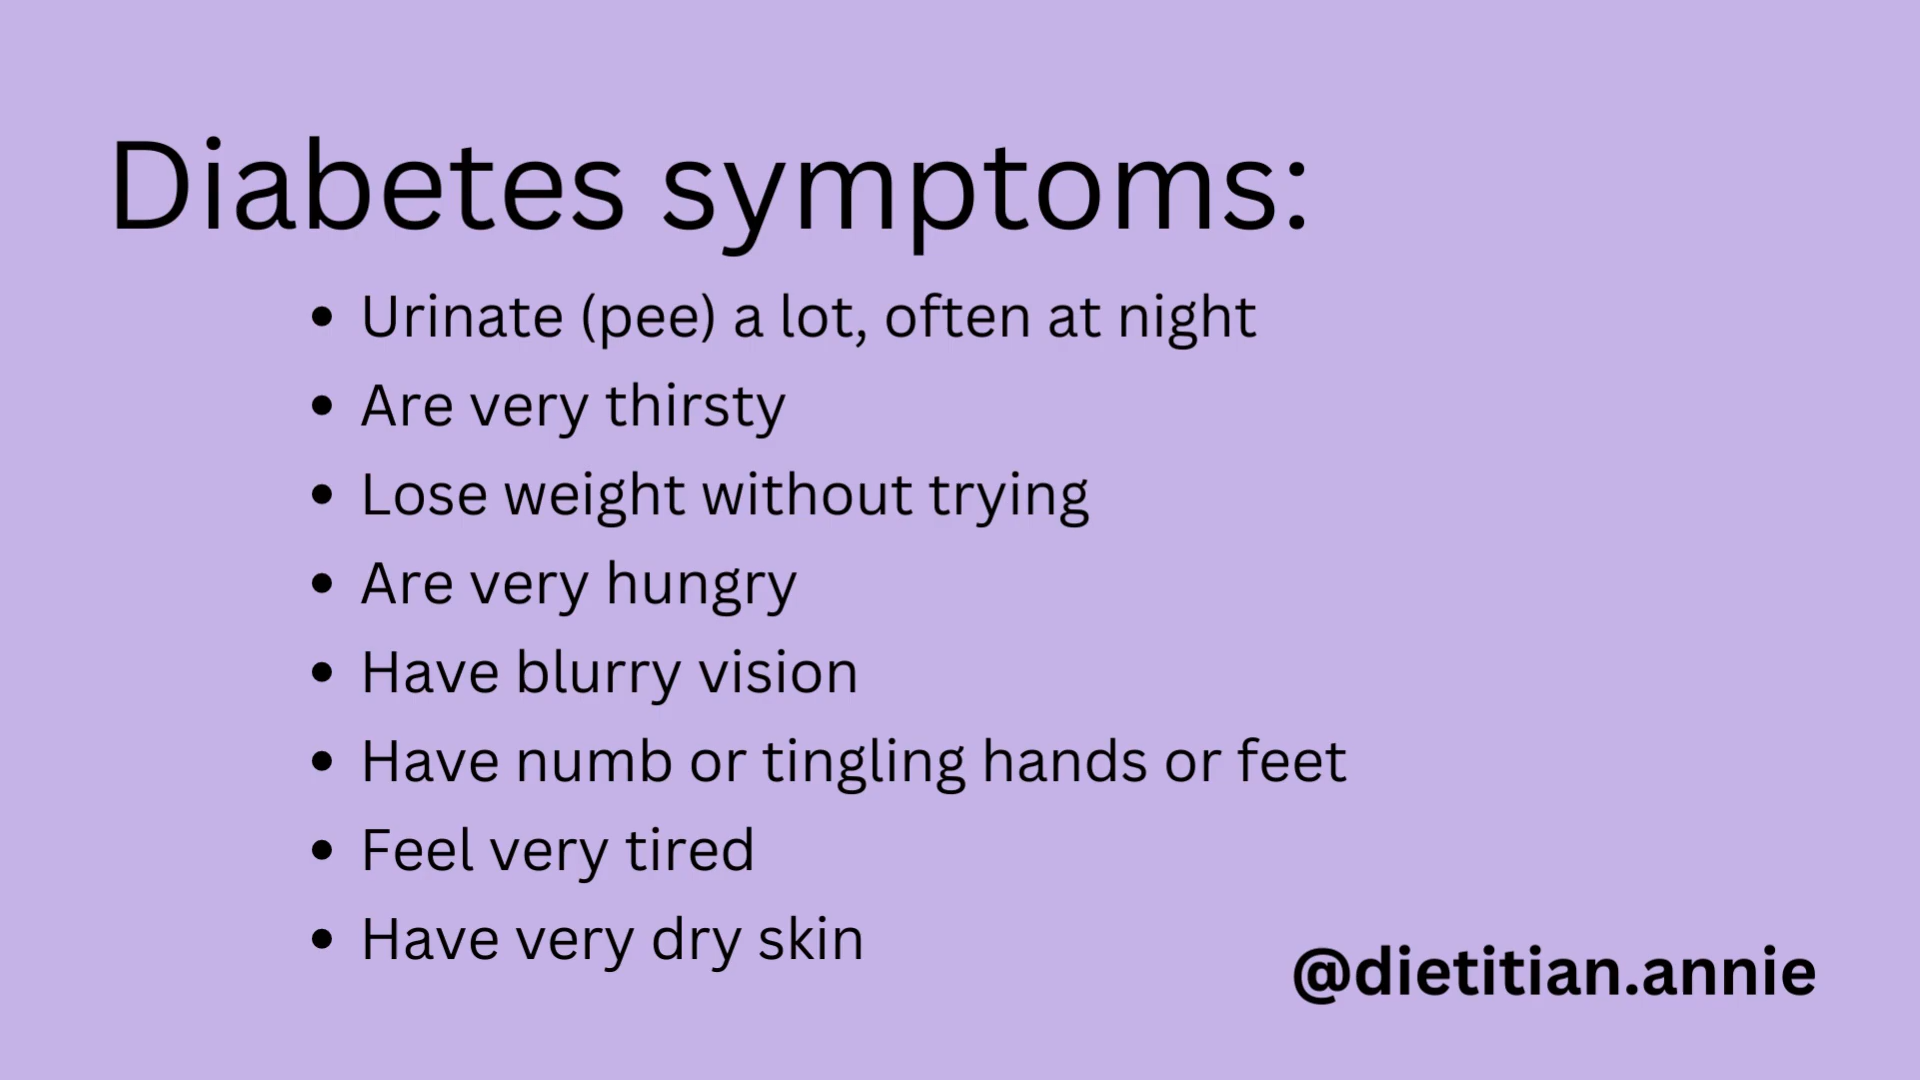 Diabetes symptoms:
• Urinate (pee) a lot, often at night
• Are very thirsty
• Lose weight without trying
• Are very hungry
• Have blurry vision
• Have numb or tingling hands or feet
• Feel very tired
• Have very dry skin
@dietitian.annie